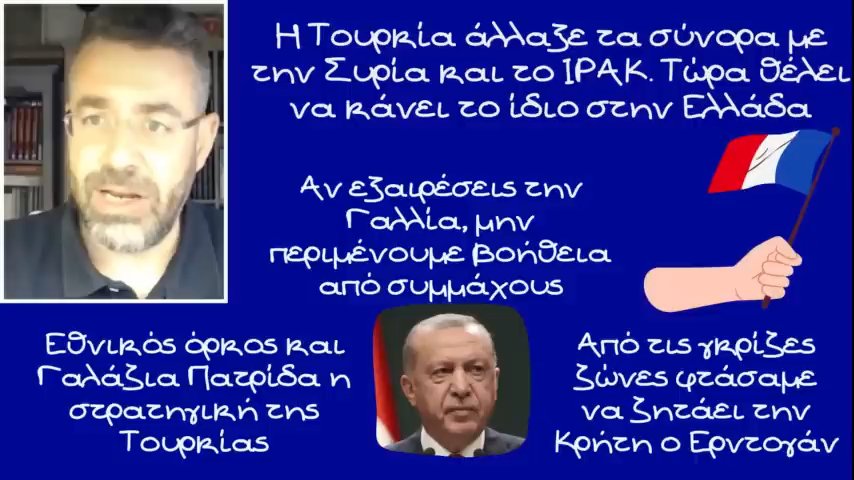 Η Τουρκία άλλαξε τα σύνορα με
την Συρία και το ΙΡΑΚ. Τώρα θέλει
να κάνει το ίδιο στην Ελλάδα
Αν εξαιρέσεις την
Γαλλία, μην
περιμένουμε βοήθεια
από συμμάχους
Εθνικός όρκος και
Γαλάζια Πατρίδα η
στρατηγική της
Τουρκίας
Από τις γκρίζες
ζώνες φτάσαμε
να ζητάει την
Κρήτη ο Ερντογάν